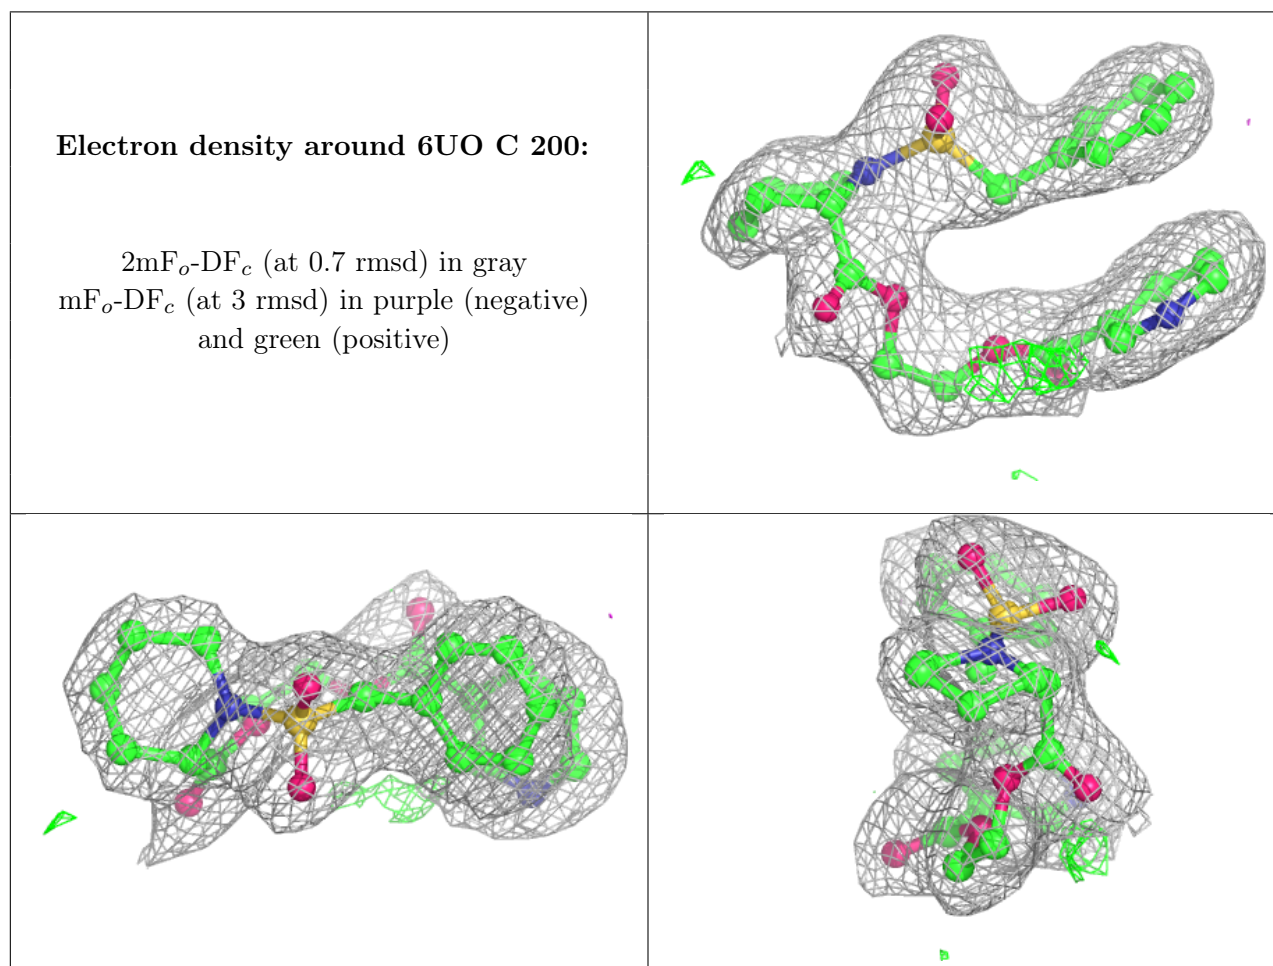 Electron density around 6UO C 200:
2mFo-DFc (at 0.7 rmsd) in gray
mFo-DFc (at 3 rmsd) in purple (negative)
and green (positive)